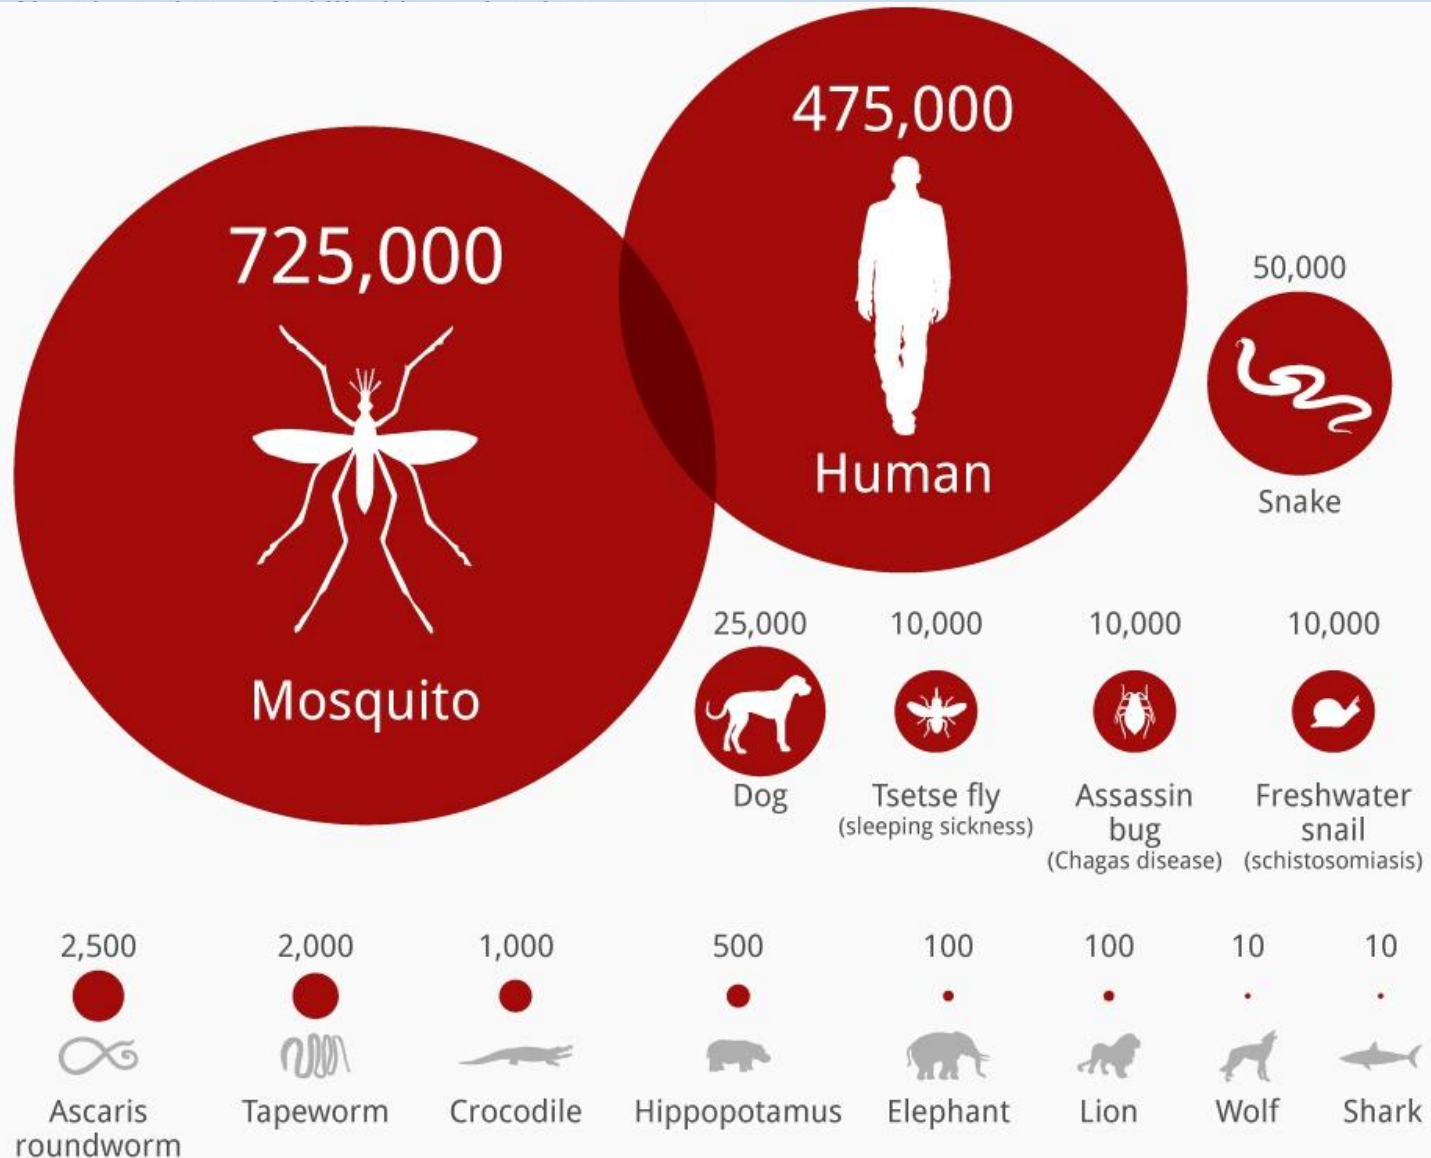 475,000
Human
725,000
Mosquito
50,000
Snake
25,000
Dog
10,000
Tsetse fly
(sleeping sickness)
10,000
Assassin
bug
(Chagas disease)
10,000
Freshwater
snail
(schistosomiasis)
2,500
Ascaris
roundworm
2,000
Tapeworm
1,000
Crocodile
500
Hippopotamus
100
Elephant
100
Lion
10
Wolf
10
Shark